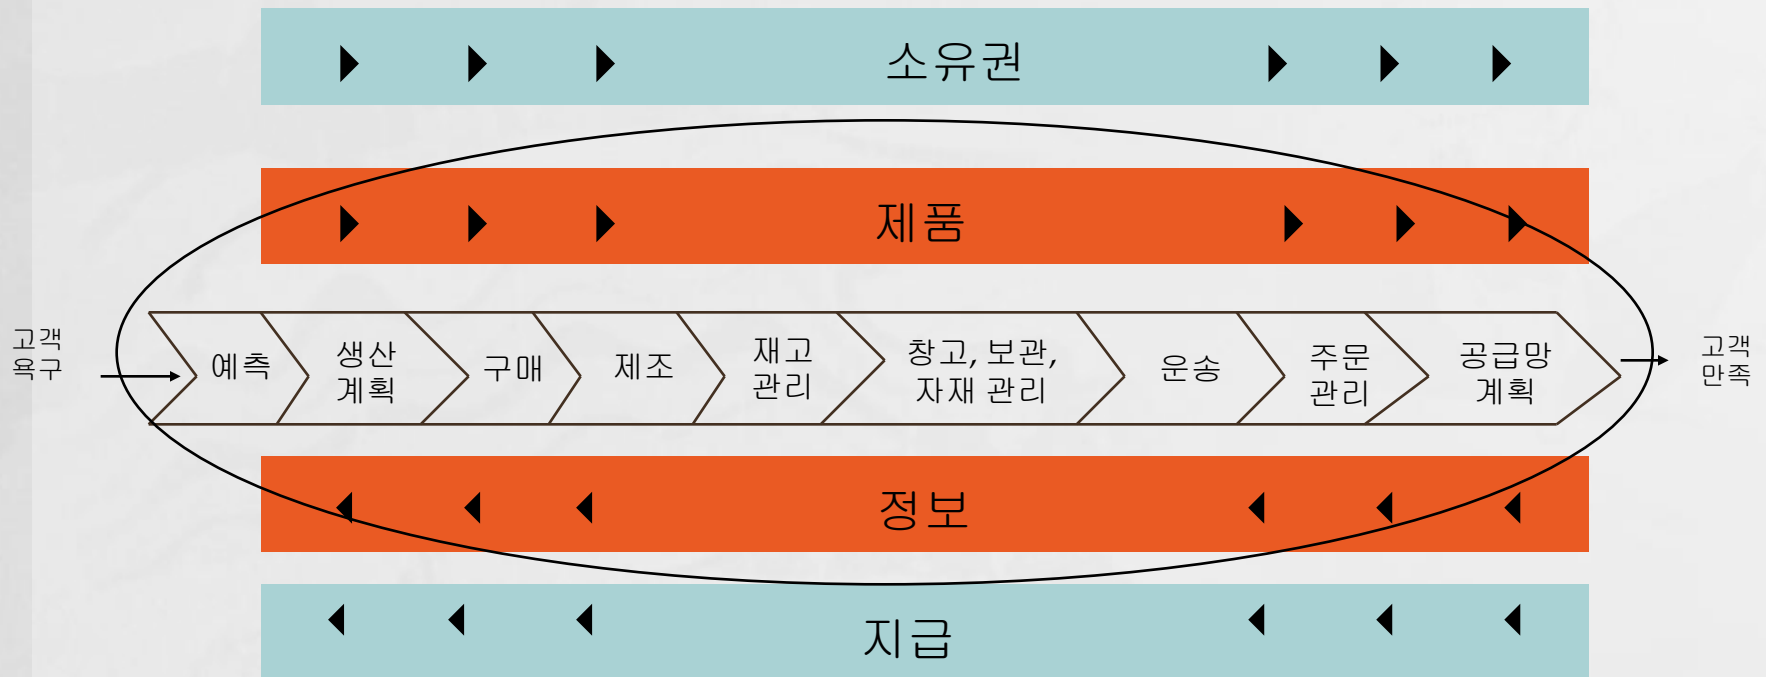 소유권
제품
고객
욕구
예측
생산
계획
구매
제조
재고
관리
창고, 보관,
자재 관리
운송
주문
관리
공급망
계획
고객
만족
정보
지급